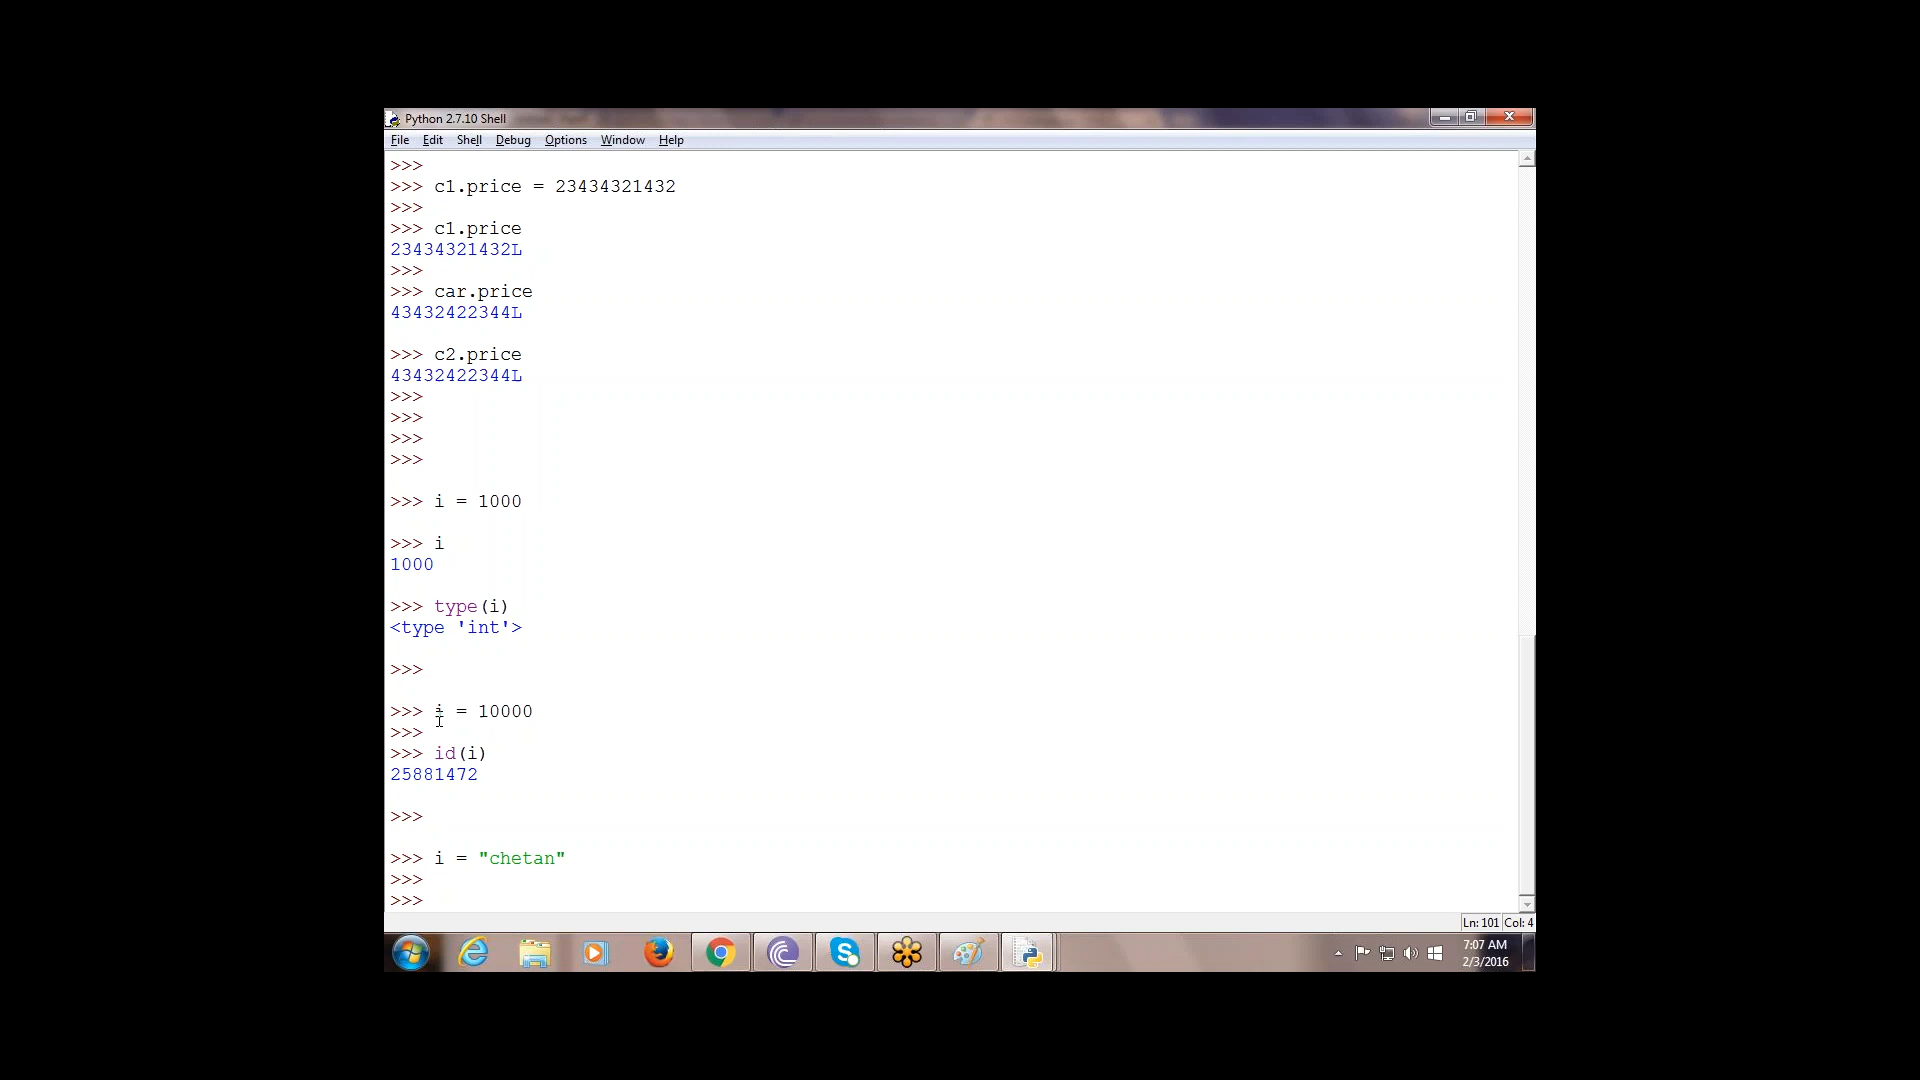 Python 2.7.10 Shell
File Edit Shell Debug Options Window Help
>>>
>>> c1.price = 23434321432
>>>
>>> c1.price
23434321432L
>>>
>>> car.price
43432422344L
>>> c2.price
43432422344L
>>>
>>>
>>>
>>>
>>> i = 1000
>>> i
1000
>>> type(i)
<type 'int'>
>>>
>>> i = 10000
>>>
>>> id(i)
25881472
>>>
>>> i = "chetan"
>>>
>>>
Ln: 101 Col: 4
7:07 AM
2/3/2016